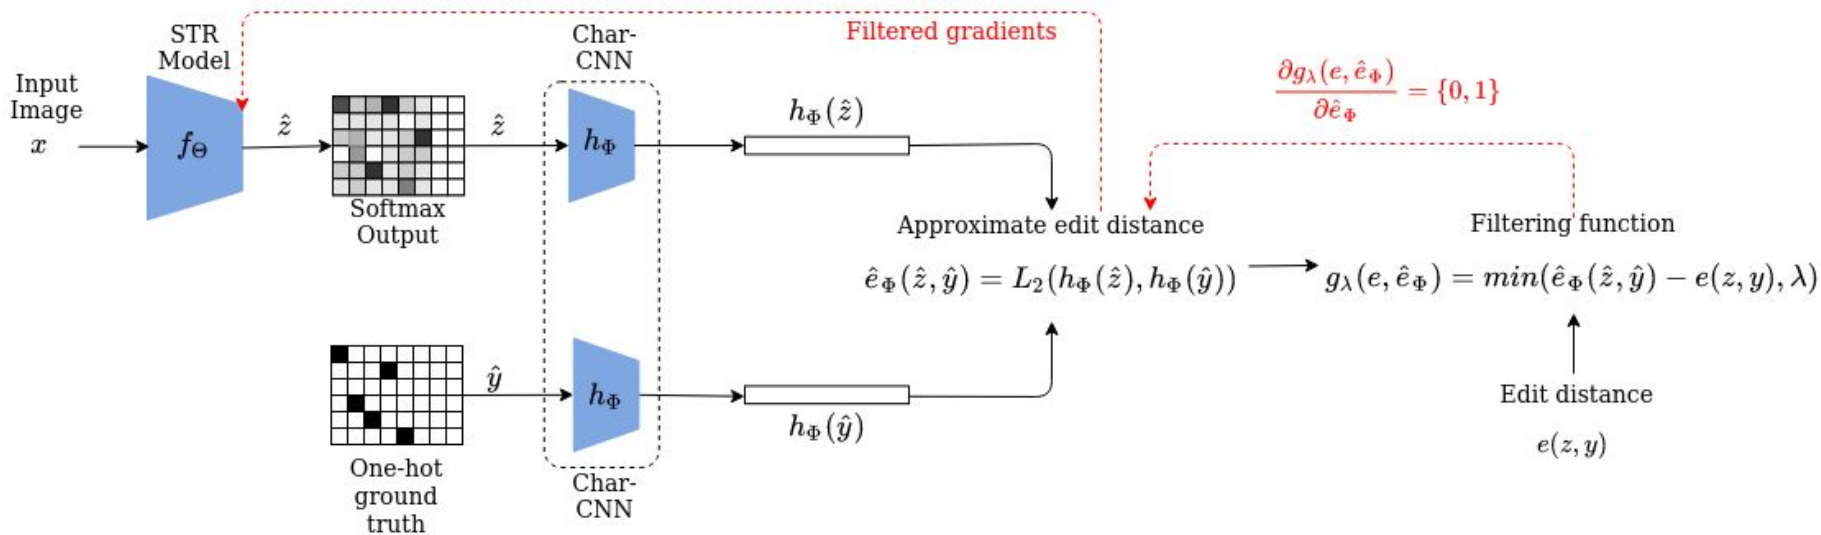 STR
Model
Input
Image
x
f_Θ
ẑ
Softmax
Output
ẑ
Char-
CNN
h_Φ
h_Φ(ẑ)
Filtered gradients
∂g_λ(e, ê_Φ)
∂ê_Φ
= {0, 1}
Approximate edit distance
ê_Φ(ẑ, ŷ) = L_2(h_Φ(ẑ), h_Φ(ŷ))
Filtering function
g_λ(e, ê_Φ) = min(ê_Φ(ẑ, ŷ) − e(z, y), λ)
Edit distance
e(z, y)
One-hot
ground
truth
ŷ
h_Φ
Char-
CNN
h_Φ(ŷ)